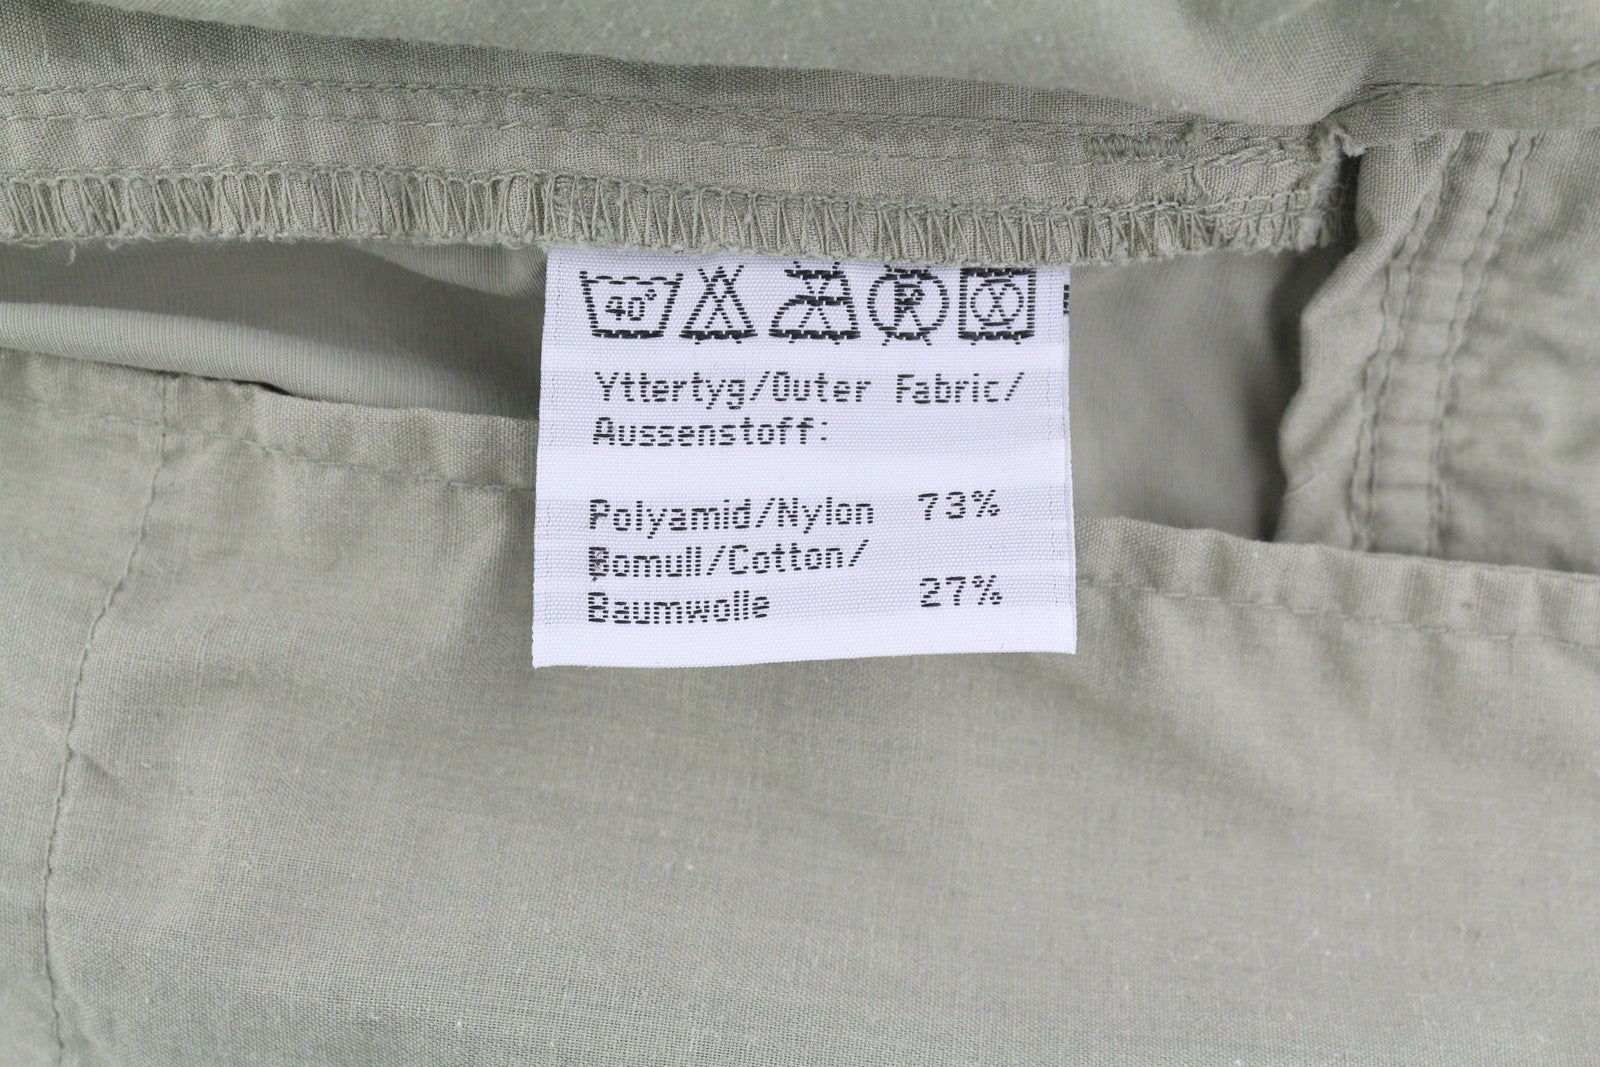 40°
P
Yttertyg/Outer Fabric/
Aussenstoff:
Polyamid/Nylon 73%
Bomull/Cotton/
Baumwolle 27%